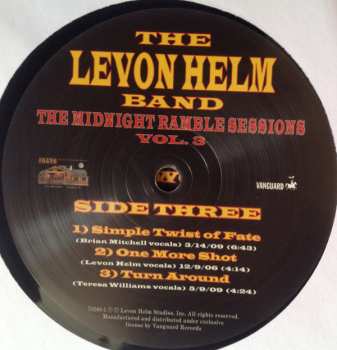 THE
LEVON HELM
BAND
THE MIDNIGHT RAMBLE SESSIONS
VOL. 3
VANGUARD
SIDE THREE
1) Simple Twist of Fate
(Brian Mitchell vocals) 3/14/09 (6:43)
2) One More Shot
(Levon Helm vocals) 12/9/06 (4:14)
3) Turn Around
(Teresa Williams vocals) 5/9/09 (4:24)
Levon Helm Studios, Inc. All rights reserved.
Manufactured and distributed under exclusive
license by Vanguard Records